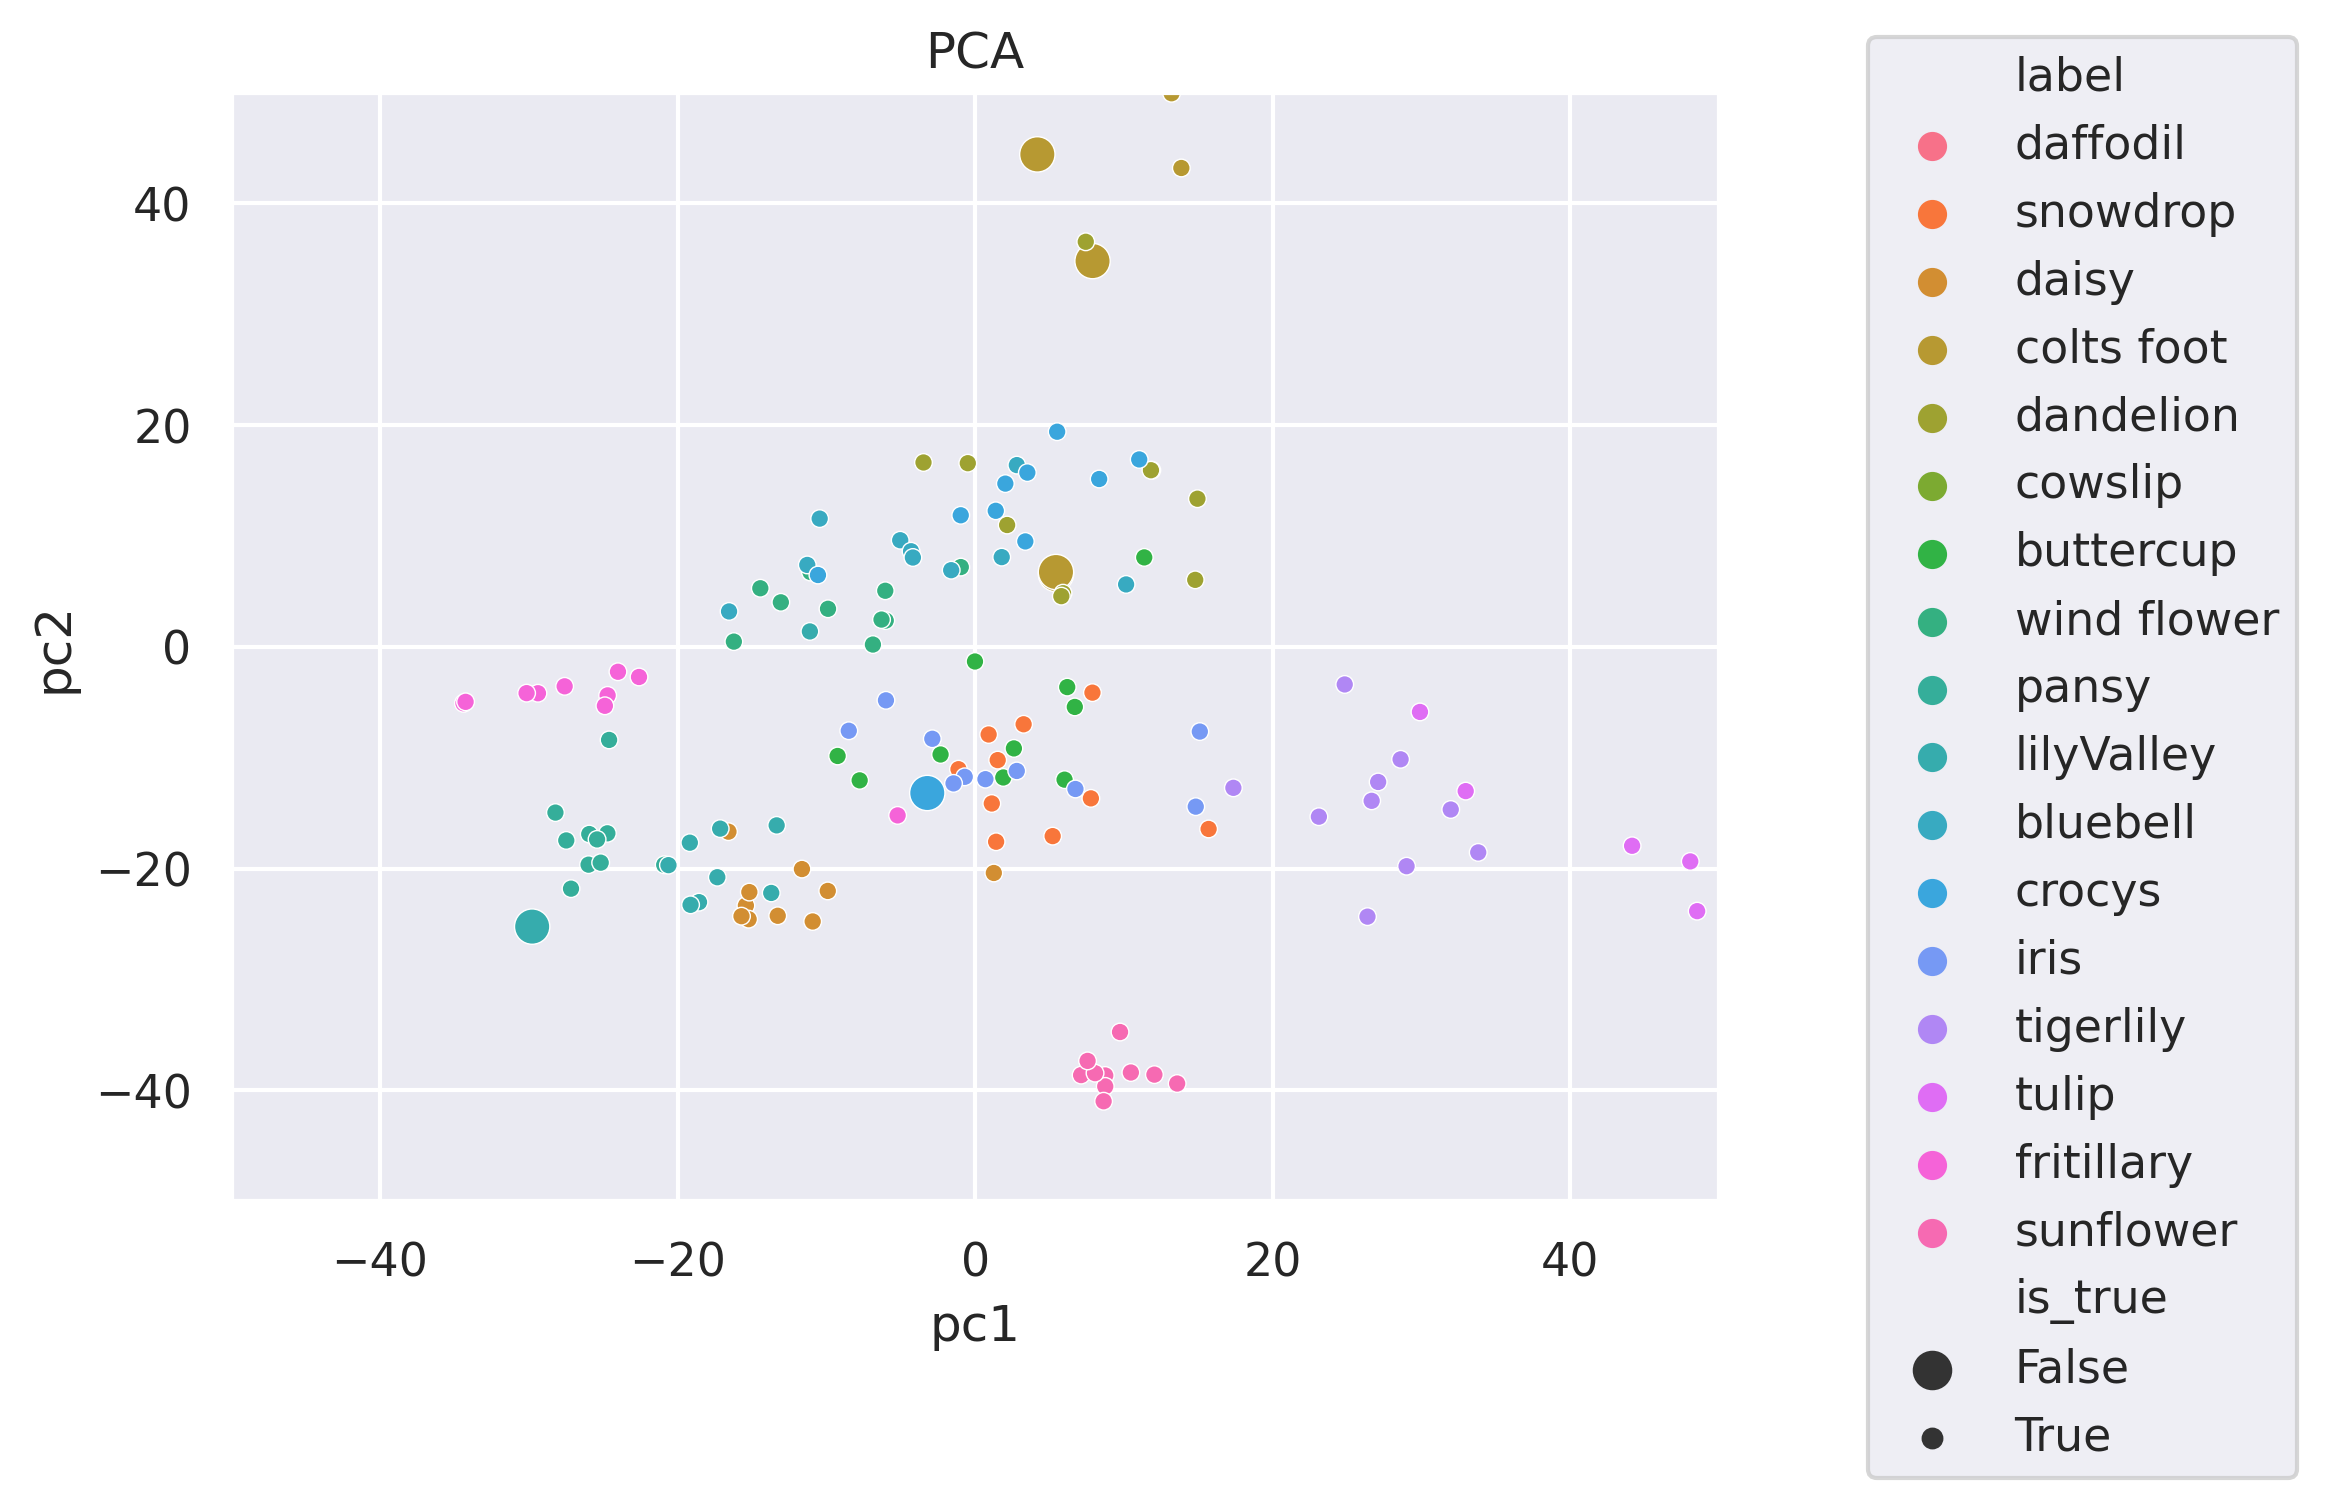 PCA
40
20
0
−20
−40
pc2
−40
−20
0
20
40
pc1
label
daffodil
snowdrop
daisy
colts foot
dandelion
cowslip
buttercup
wind flower
pansy
lilyValley
bluebell
crocys
iris
tigerlily
tulip
fritillary
sunflower
is_true
False
True